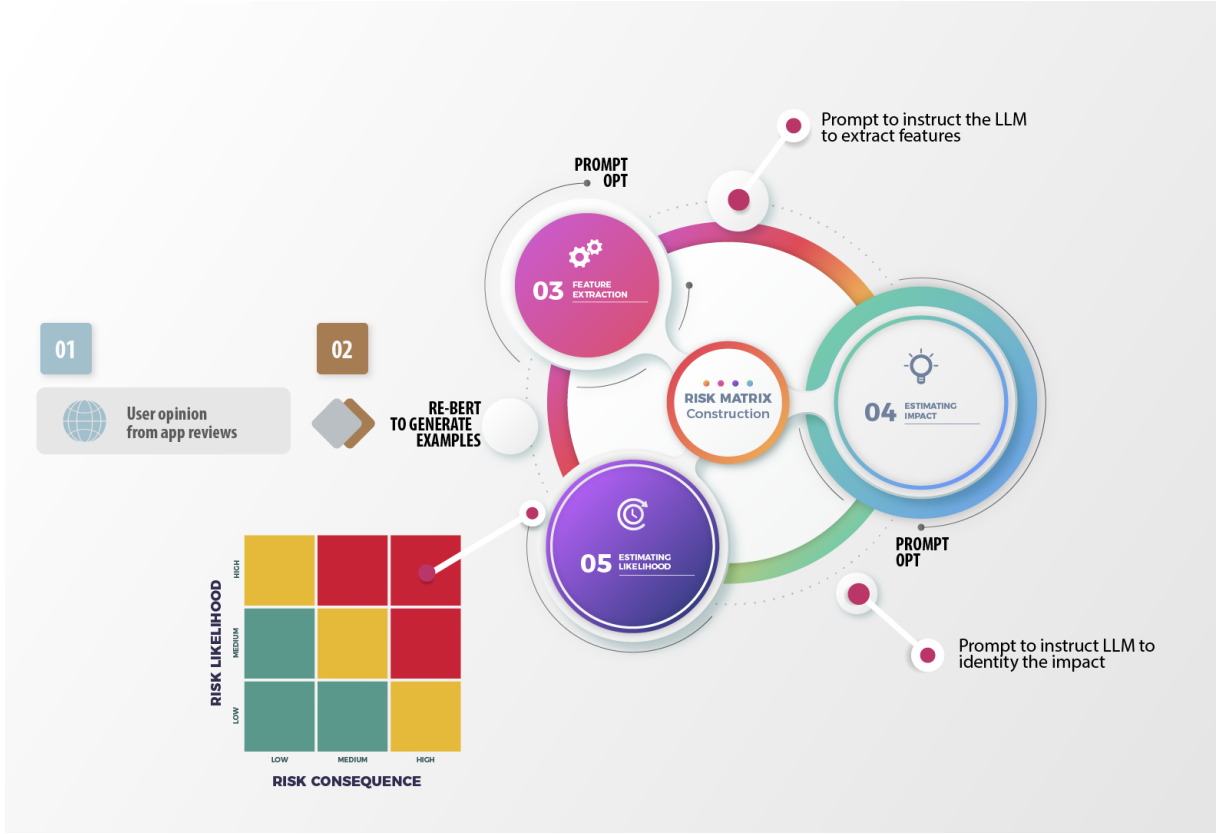 Prompt to instruct the LLM
to extract features
PROMPT
OPT
03
FEATURE
EXTRACTION
01
User opinion
from app reviews
02
RE-BERT
TO GENERATE
EXAMPLES
RISK MATRIX
Construction
04
ESTIMATING
IMPACT
PROMPT
OPT
05
ESTIMATING
LIKELIHOOD
Prompt to instruct LLM to
identity the impact
RISK LIKELIHOOD
HIGH
MEDIUM
LOW
LOW
MEDIUM
HIGH
RISK CONSEQUENCE